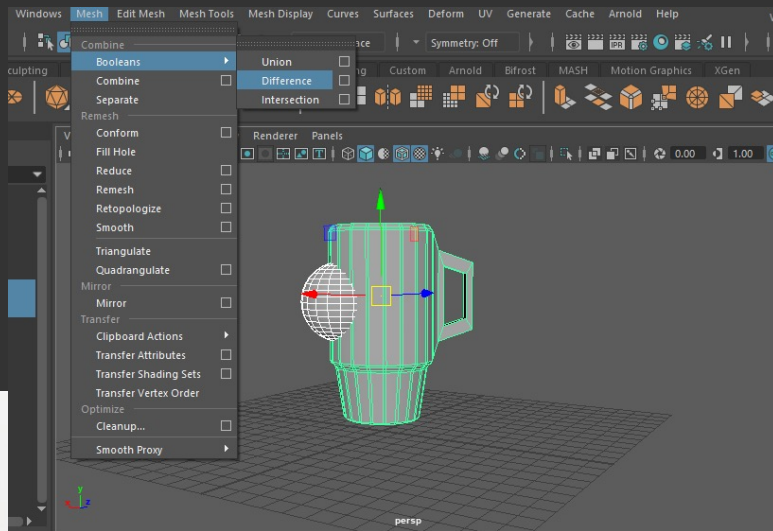 Windows Mesh Edit Mesh Mesh Tools Mesh Display Curves Surfaces Deform UV Generate Cache Arnold Help
Symmetry: Off
IPR
Custom Arnold Bifrost MASH Motion Graphics XGen
Combine
Booleans
Union
Difference
Intersection
Combine
Separate
Remesh
Conform
Fill Hole
Reduce
Remesh
Retopologize
Smooth
Triangulate
Quadrangulate
Mirror
Mirror
Transfer
Clipboard Actions
Transfer Attributes
Transfer Shading Sets
Transfer Vertex Order
Optimize
Cleanup...
Smooth Proxy
Renderer Panels
0.00 1.00
y
z
persp